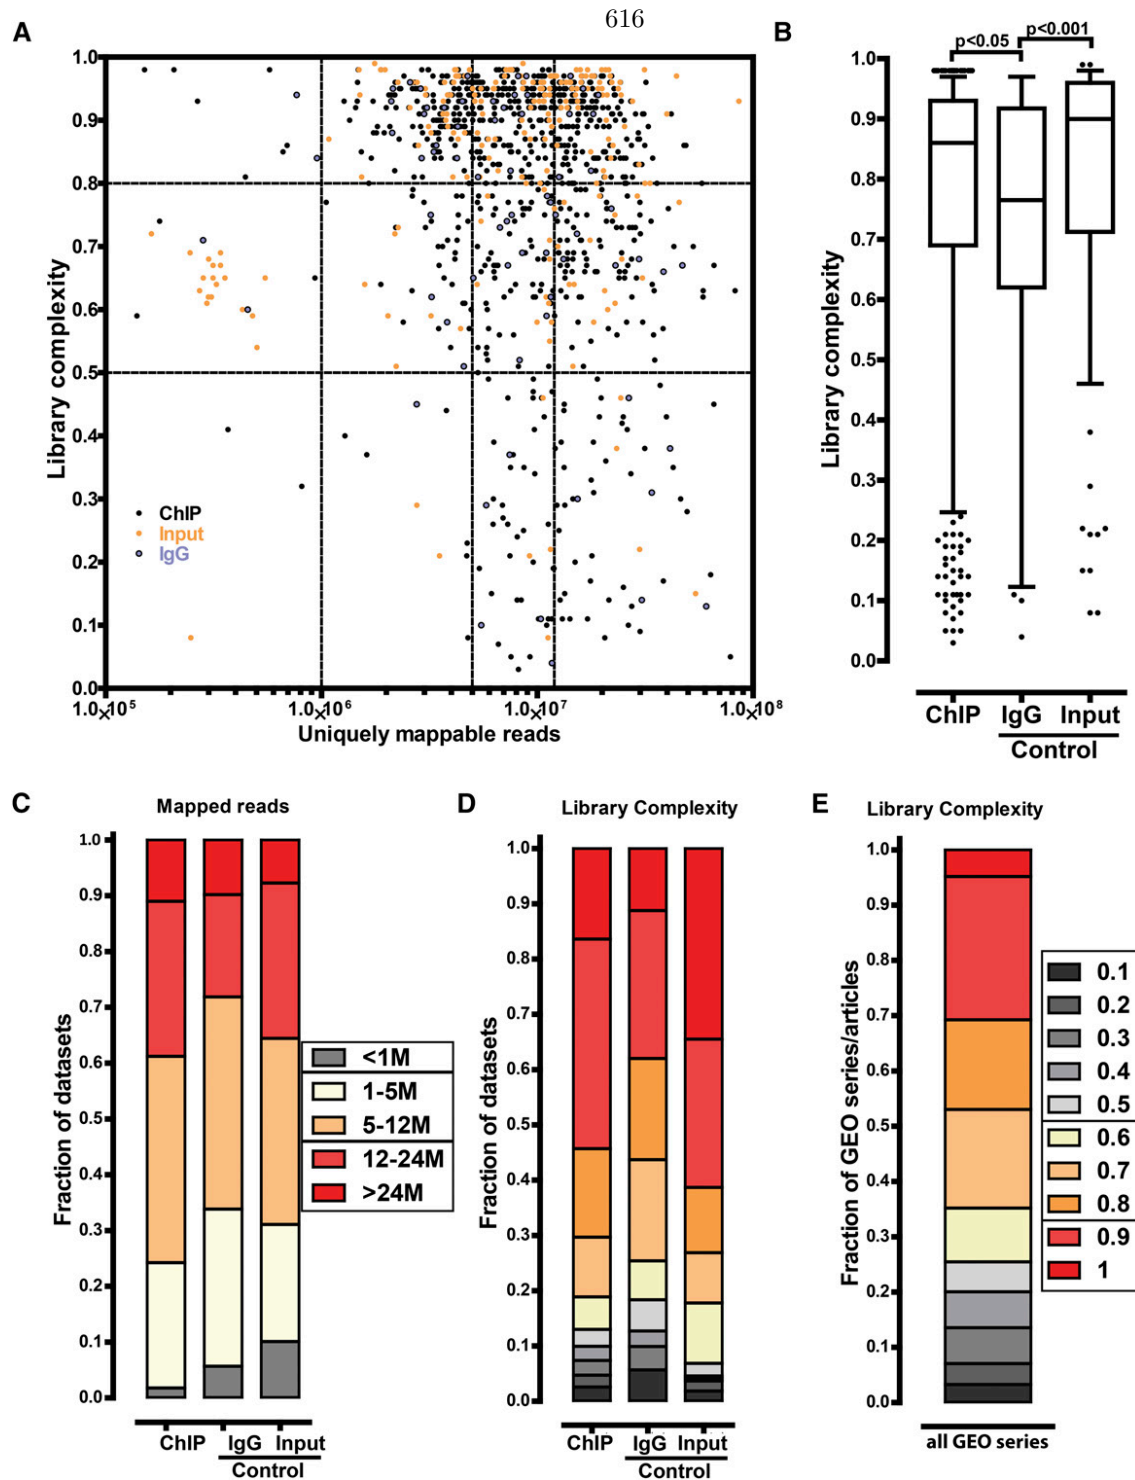 616
A
1.0
0.9
0.8
0.7
0.6
0.5
0.4
0.3
0.2
0.1
0.0
Library complexity
ChIP
Input
IgG
1.0x10⁵
1.0x10⁶
1.0x10⁷
1.0x10⁸
Uniquely mappable reads
B
p<0.05
p<0.001
1.0
0.9
0.8
0.7
0.6
0.5
0.4
0.3
0.2
0.1
0.0
Library complexity
ChIP
IgG
Input
Control
C
Mapped reads
1.0
0.9
0.8
0.7
0.6
0.5
0.4
0.3
0.2
0.1
0.0
Fraction of datasets
<1M
1-5M
5-12M
12-24M
>24M
ChIP
IgG
Input
Control
D
Library Complexity
1.0
0.9
0.8
0.7
0.6
0.5
0.4
0.3
0.2
0.1
0.0
Fraction of datasets
ChIP
IgG
Input
Control
E
Library Complexity
1.0
0.9
0.8
0.7
0.6
0.5
0.4
0.3
0.2
0.1
0.0
Fraction of GEO series/articles
0.1
0.2
0.3
0.4
0.5
0.6
0.7
0.8
0.9
1
all GEO series